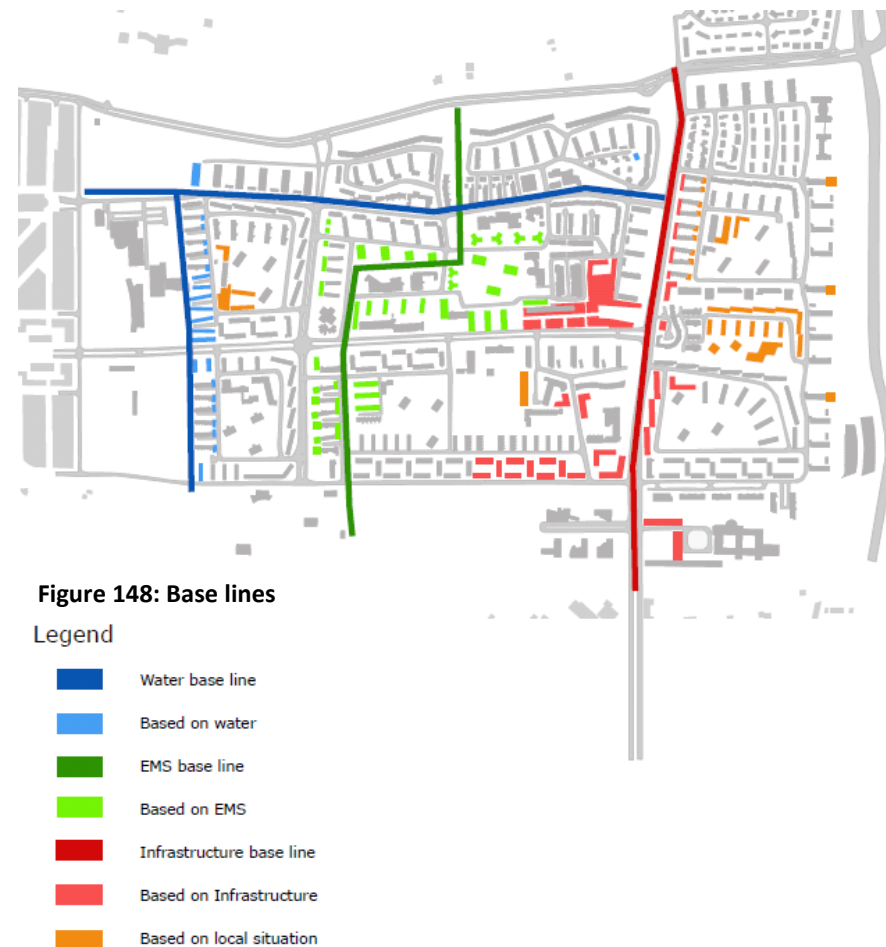 Figure 148: Base lines
Legend
Water base line
Based on water
EMS base line
Based on EMS
Infrastructure base line
Based on Infrastructure
Based on local situation